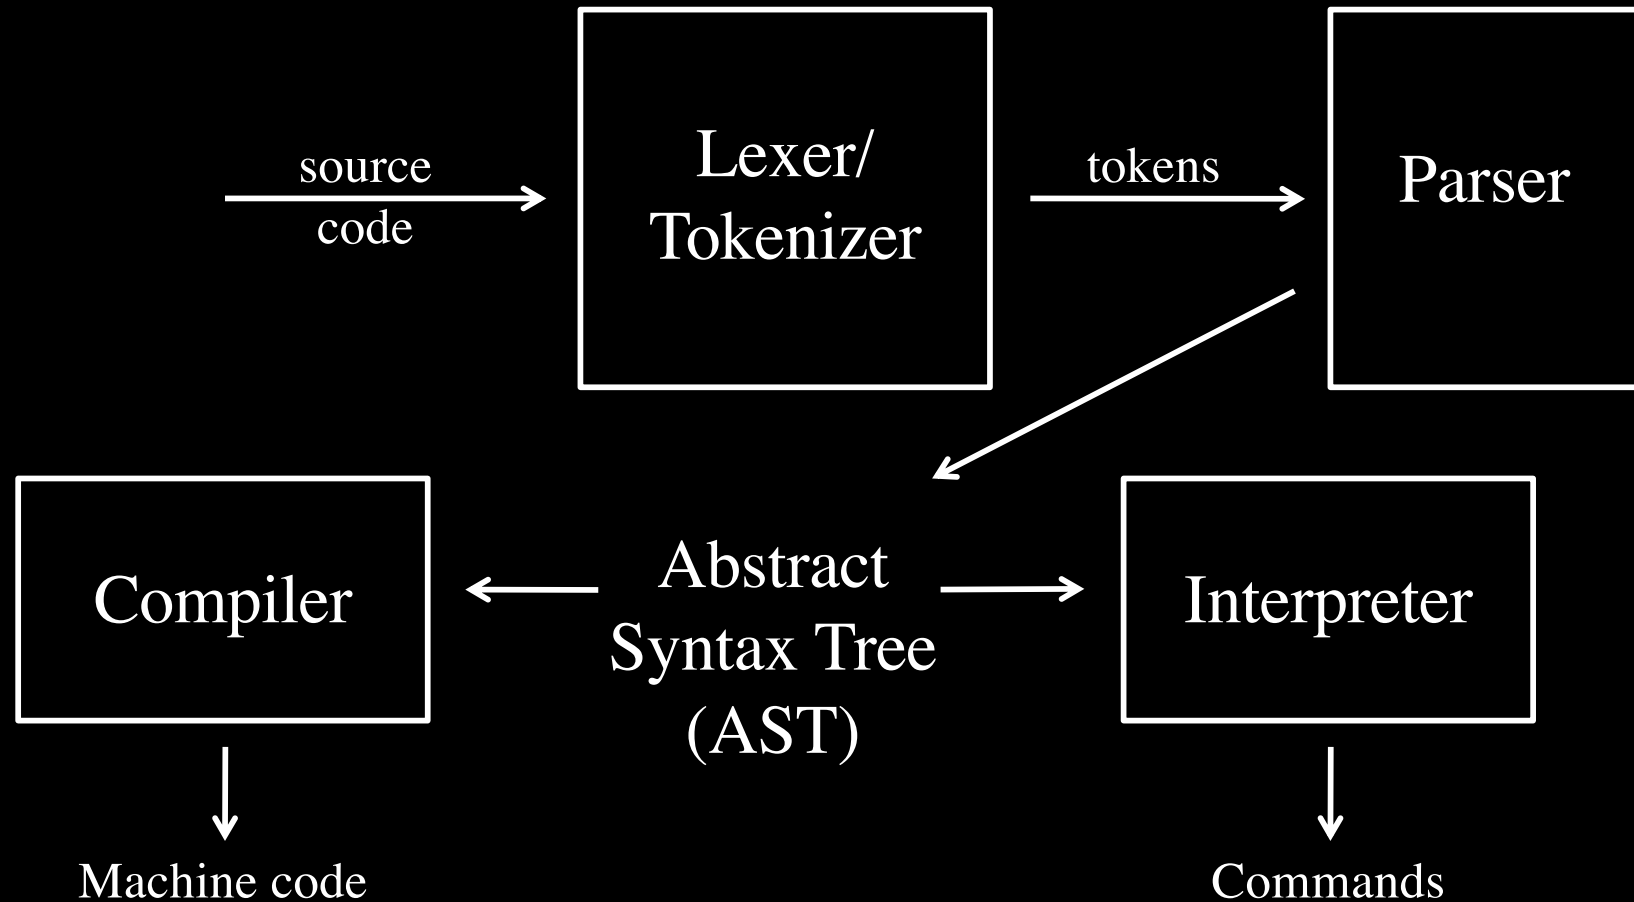 source
code
Lexer/
Tokenizer
tokens
Parser
Compiler
Abstract
Syntax Tree
(AST)
Interpreter
Machine code
Commands